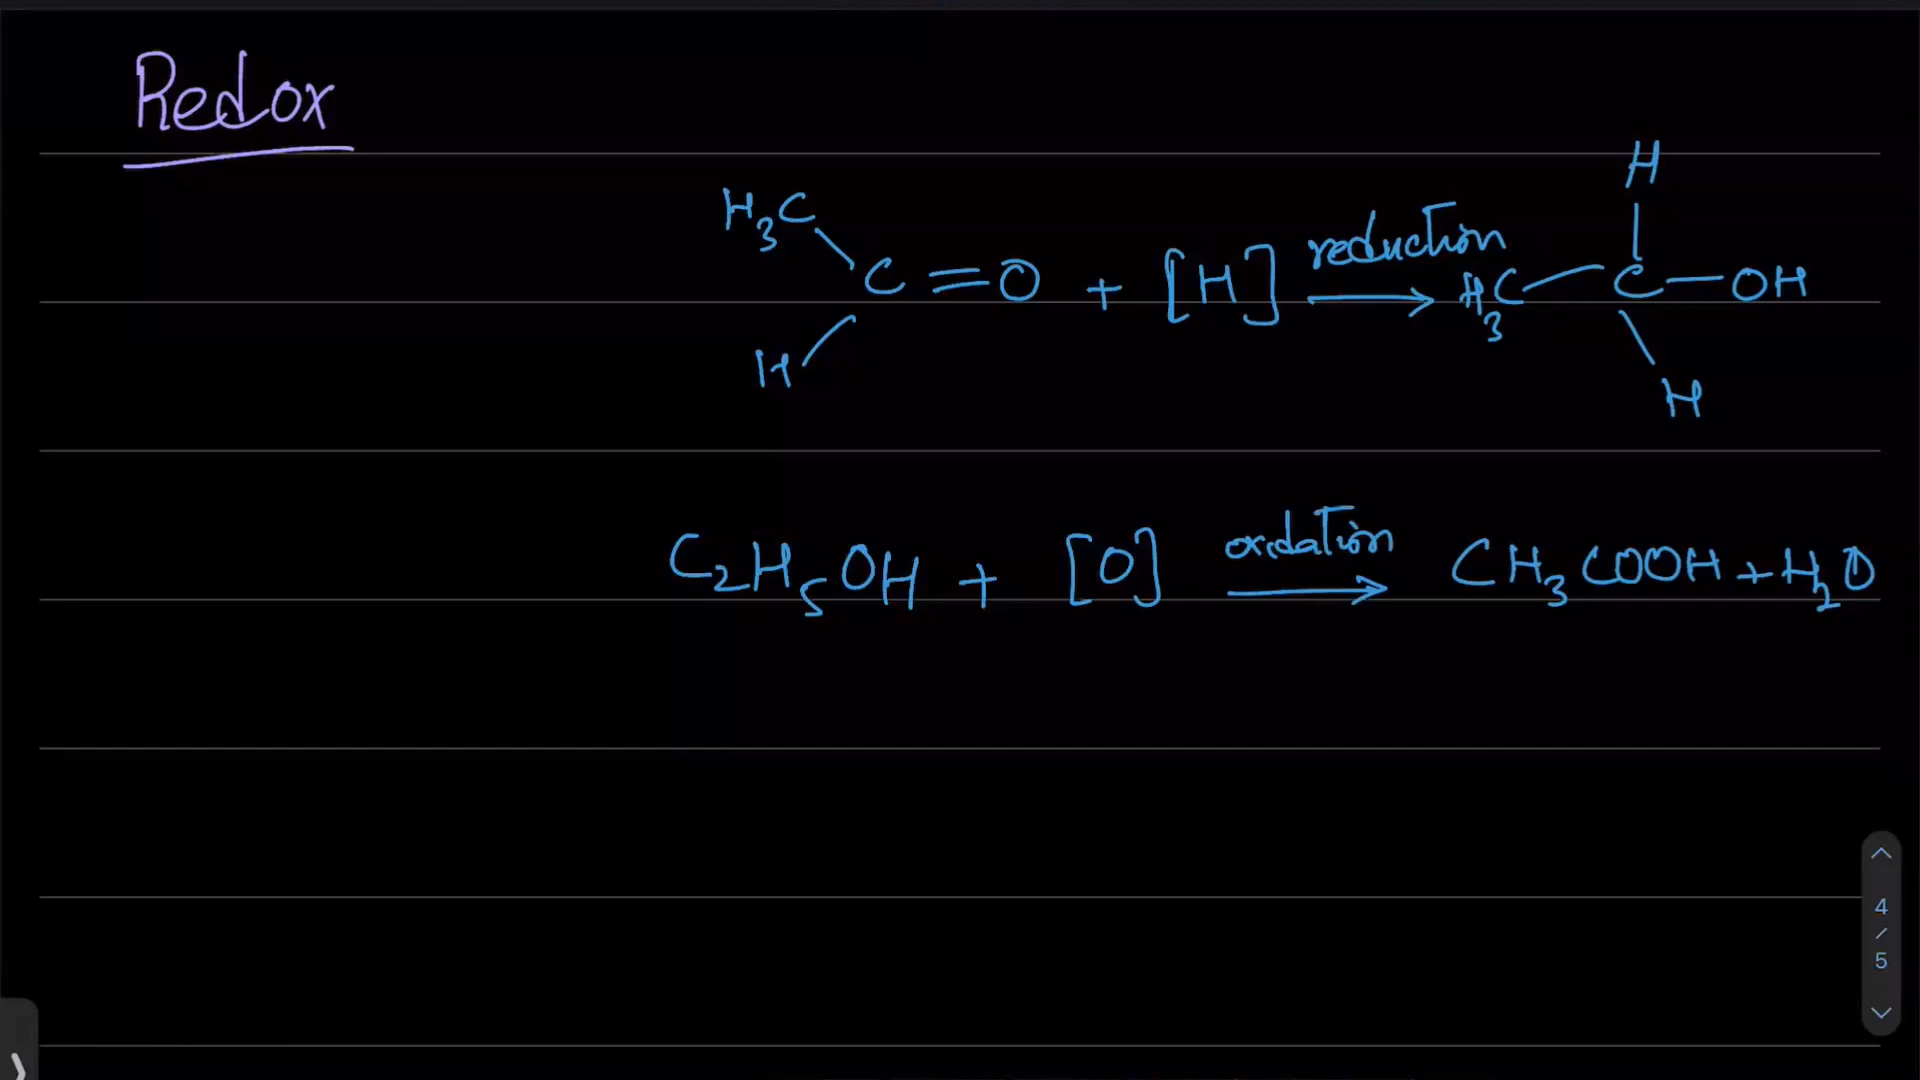 Redox
H
H₃C
C=O + [H] reduction → H₃C—C—OH
H
H
C₂H₅OH + [O] oxidation → CH₃COOH + H₂O
4
/
5